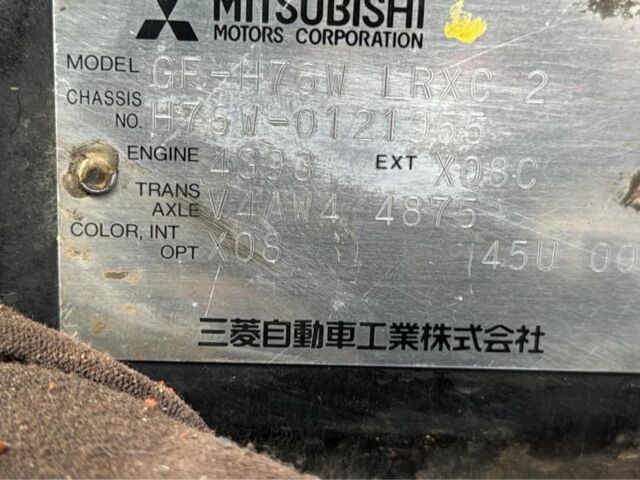 MITSUBISHI
MOTORS CORPORATION
MODEL GF-H76W LRXC 2
CHASSIS NO. H76W-0121955
ENGINE 4G93 EXT X08C
TRANS AXLE V4AW4 4875
COLOR, INT OPT X08 45U 00
三菱自動車工業株式会社